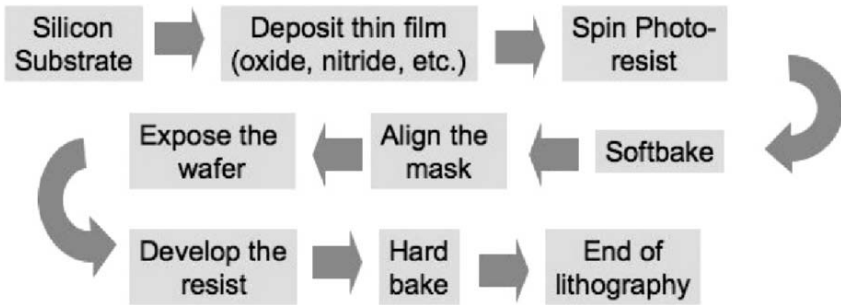 Silicon
Substrate
Deposit thin film
(oxide, nitride, etc.)
Spin Photo-
resist
Softbake
Align the
mask
Expose the
wafer
Develop the
resist
Hard
bake
End of
lithography